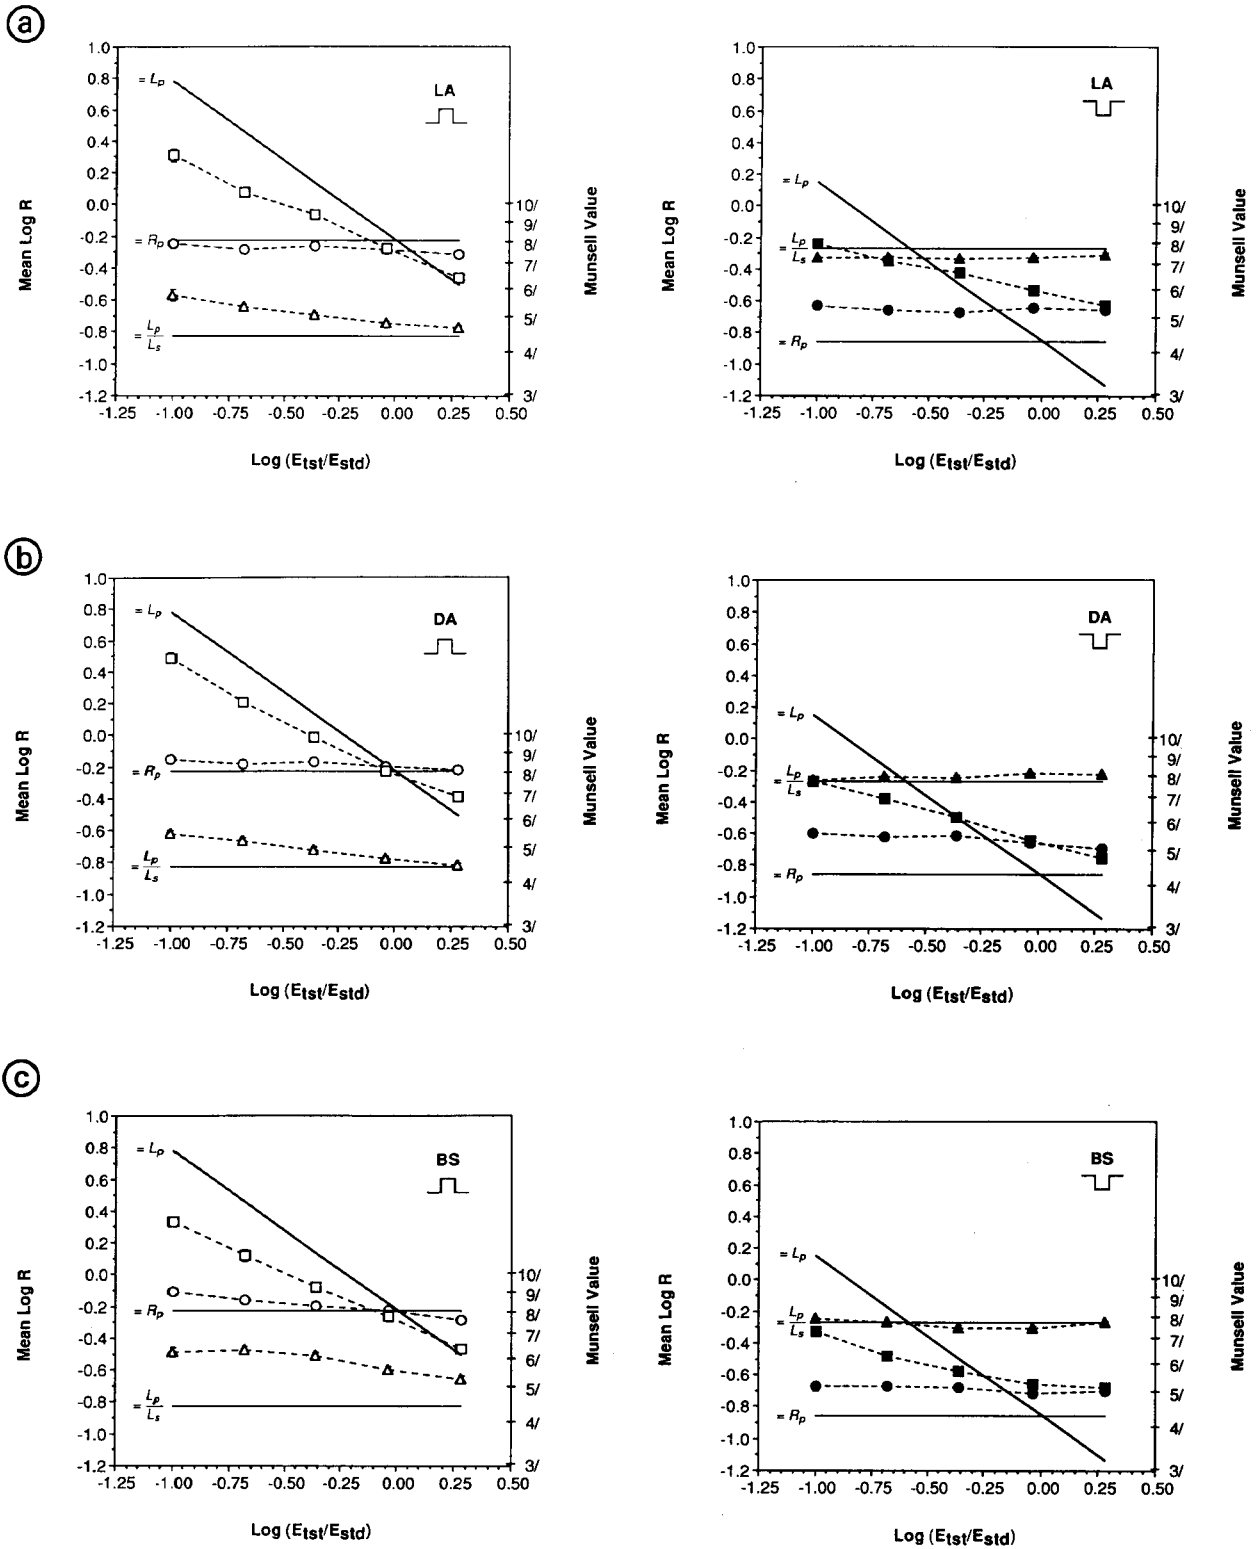 a
1.0
0.8
0.6
0.4
0.2
0.0
-0.2
-0.4
-0.6
-0.8
-1.0
-1.2
Mean Log R
= Lp
= Rp
= Lp/Ls
LA
10/
9/
8/
7/
6/
5/
4/
3/
Munsell Value
-1.25 -1.00 -0.75 -0.50 -0.25 0.00 0.25 0.50
Log (Etst/Estd)
1.0
0.8
0.6
0.4
0.2
0.0
-0.2
-0.4
-0.6
-0.8
-1.0
-1.2
Mean Log R
= Lp
= Lp/Ls
= Rp
LA
10/
9/
8/
7/
6/
5/
4/
3/
Munsell Value
-1.25 -1.00 -0.75 -0.50 -0.25 0.00 0.25 0.50
Log (Etst/Estd)
b
1.0
0.8
0.6
0.4
0.2
0.0
-0.2
-0.4
-0.6
-0.8
-1.0
-1.2
Mean Log R
= Lp
= Rp
= Lp/Ls
DA
10/
9/
8/
7/
6/
5/
4/
3/
Munsell Value
-1.25 -1.00 -0.75 -0.50 -0.25 0.00 0.25 0.50
Log (Etst/Estd)
1.0
0.8
0.6
0.4
0.2
0.0
-0.2
-0.4
-0.6
-0.8
-1.0
-1.2
Mean Log R
= Lp
= Lp/Ls
= Rp
DA
10/
9/
8/
7/
6/
5/
4/
3/
Munsell Value
-1.25 -1.00 -0.75 -0.50 -0.25 0.00 0.25 0.50
Log (Etst/Estd)
c
1.0
0.8
0.6
0.4
0.2
0.0
-0.2
-0.4
-0.6
-0.8
-1.0
-1.2
Mean Log R
= Lp
= Rp
= Lp/Ls
BS
10/
9/
8/
7/
6/
5/
4/
3/
Munsell Value
-1.25 -1.00 -0.75 -0.50 -0.25 0.00 0.25 0.50
Log (Etst/Estd)
1.0
0.8
0.6
0.4
0.2
0.0
-0.2
-0.4
-0.6
-0.8
-1.0
-1.2
Mean Log R
= Lp
= Lp/Ls
= Rp
BS
10/
9/
8/
7/
6/
5/
4/
3/
Munsell Value
-1.25 -1.00 -0.75 -0.50 -0.25 0.00 0.25 0.50
Log (Etst/Estd)